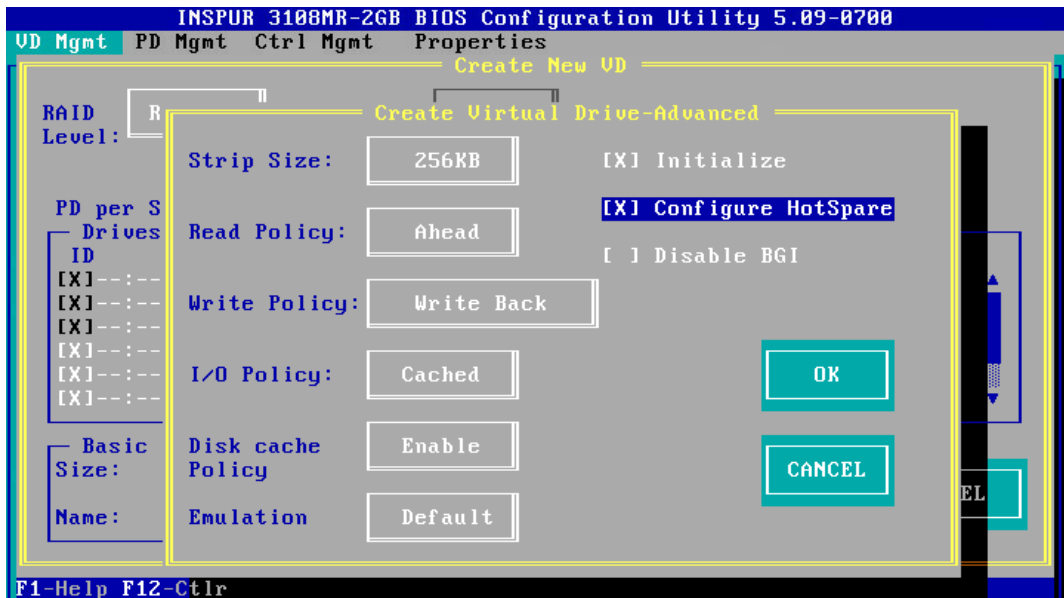 INSPUR 3108MR-2GB BIOS Configuration Utility 5.09-0700
VD Mgmt PD Mgmt Ctrl Mgmt Properties
Create New VD
RAID Level:
R
Create Virtual Drive-Advanced
Strip Size: 256KB [X] Initialize
PD per S
[X] Configure HotSpare
Drives
Read Policy: Ahead
ID
[ ] Disable BGI
[X]--:--
[X]--:--
Write Policy: Write Back
[X]--:--
[X]--:--
[X]--:--
I/O Policy: Cached
OK
[X]--:--
Basic
Disk cache Policy
Enable
Size:
CANCEL
EL
Name:
Emulation Default
F1-Help F12-Ctlr